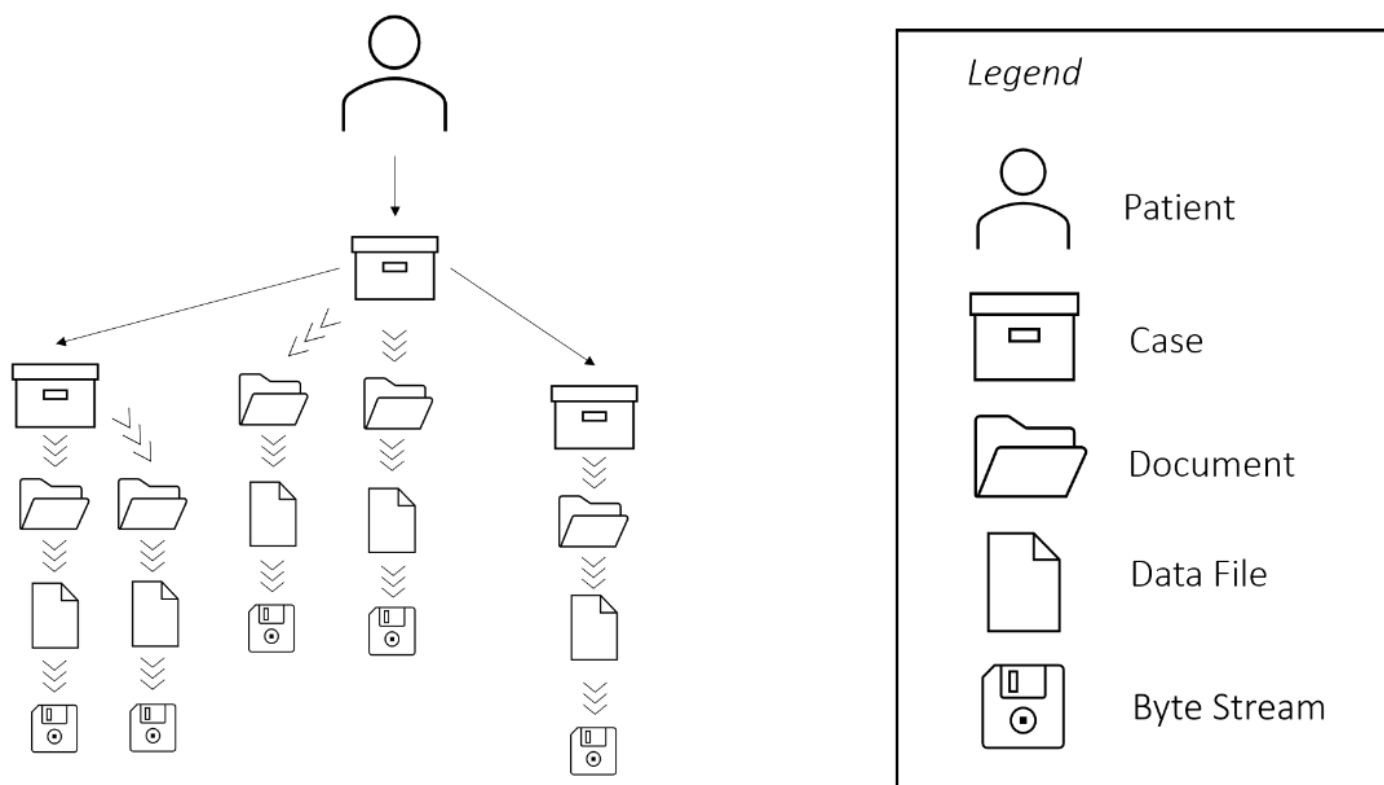 Legend
Patient
Case
Document
Data File
Byte Stream